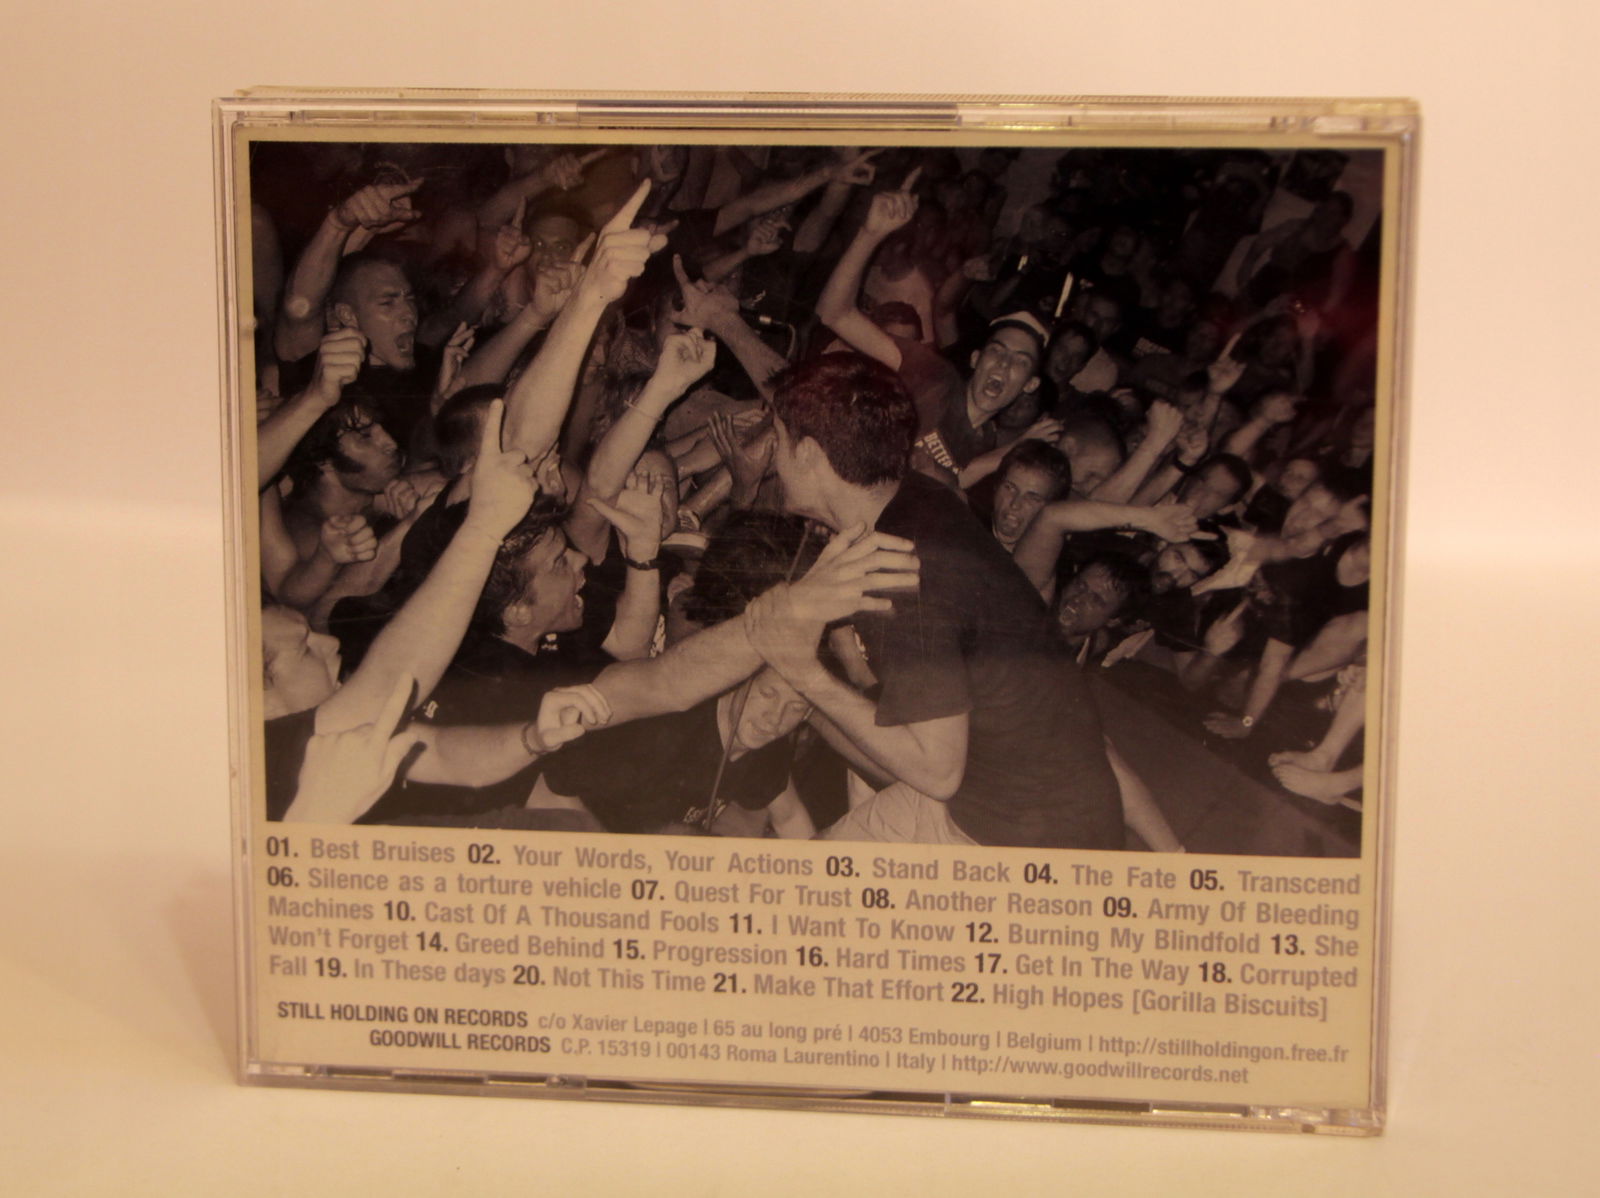 BETTER
01. Best Bruises 02. Your Words, Your Actions 03. Stand Back 04. The Fate 05. Transcend
06. Silence as a torture vehicle 07. Quest For Trust 08. Another Reason 09. Army Of Bleeding
Machines 10. Cast Of A Thousand Fools 11. I Want To Know 12. Burning My Blindfold 13. She
Won't Forget 14. Greed Behind 15. Progression 16. Hard Times 17. Get In The Way 18. Corrupted
Fall 19. In These days 20. Not This Time 21. Make That Effort 22. High Hopes [Gorilla Biscuits]
STILL HOLDING ON RECORDS c/o Xavier Lepage | 65 au long pré | 4053 Embourg | Belgium | http://stillholdingon.free.fr
GOODWILL RECORDS C.P. 15319 | 00143 Roma Laurentino | Italy | http://www.goodwillrecords.net